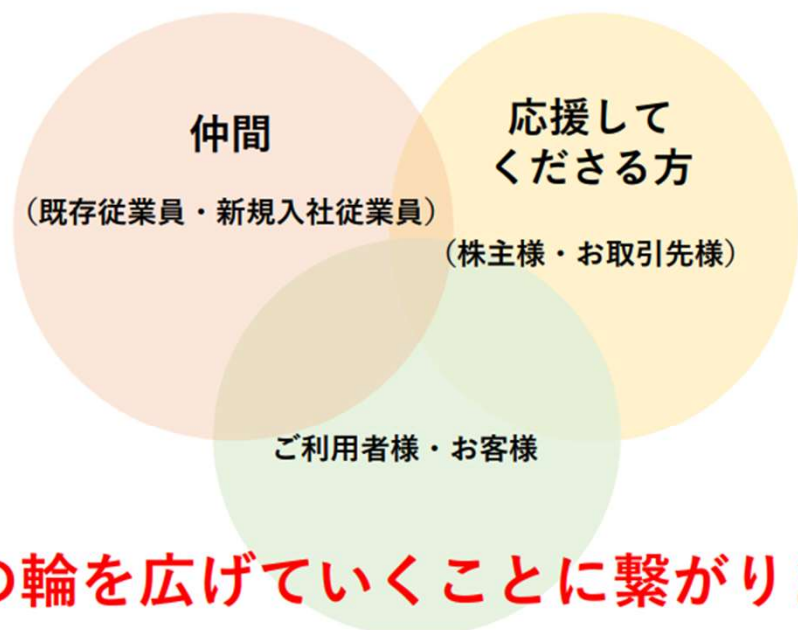 仲間
（既存従業員・新規入社従業員）
応援して
くださる方
（株主様・お取引先様）
ご利用者様・お客様
の輪を広げていくことに繋がり